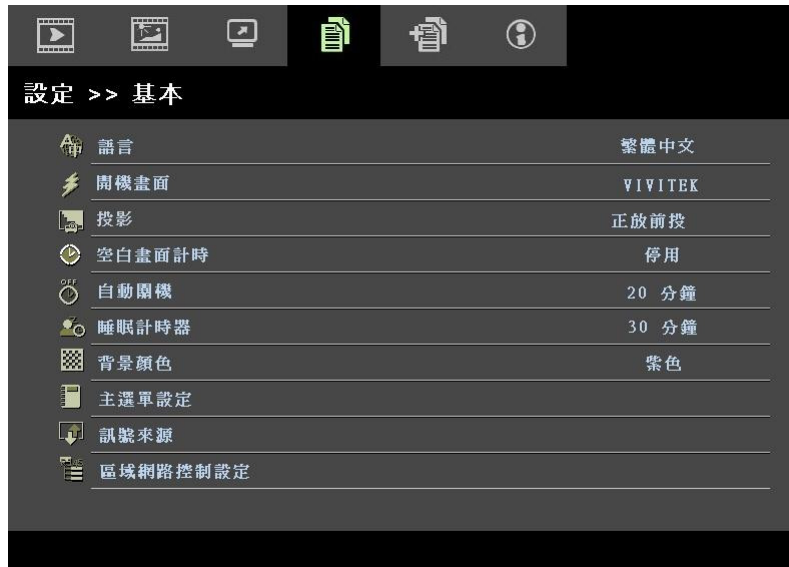 設定 >> 基本
語言 繁體中文
開機畫面 VIVITEK
投影 正放前投
空白畫面計時 停用
自動關機 20 分鐘
睡眠計時器 30 分鐘
背景顏色 紫色
主選單設定
訊號來源
區域網路控制設定